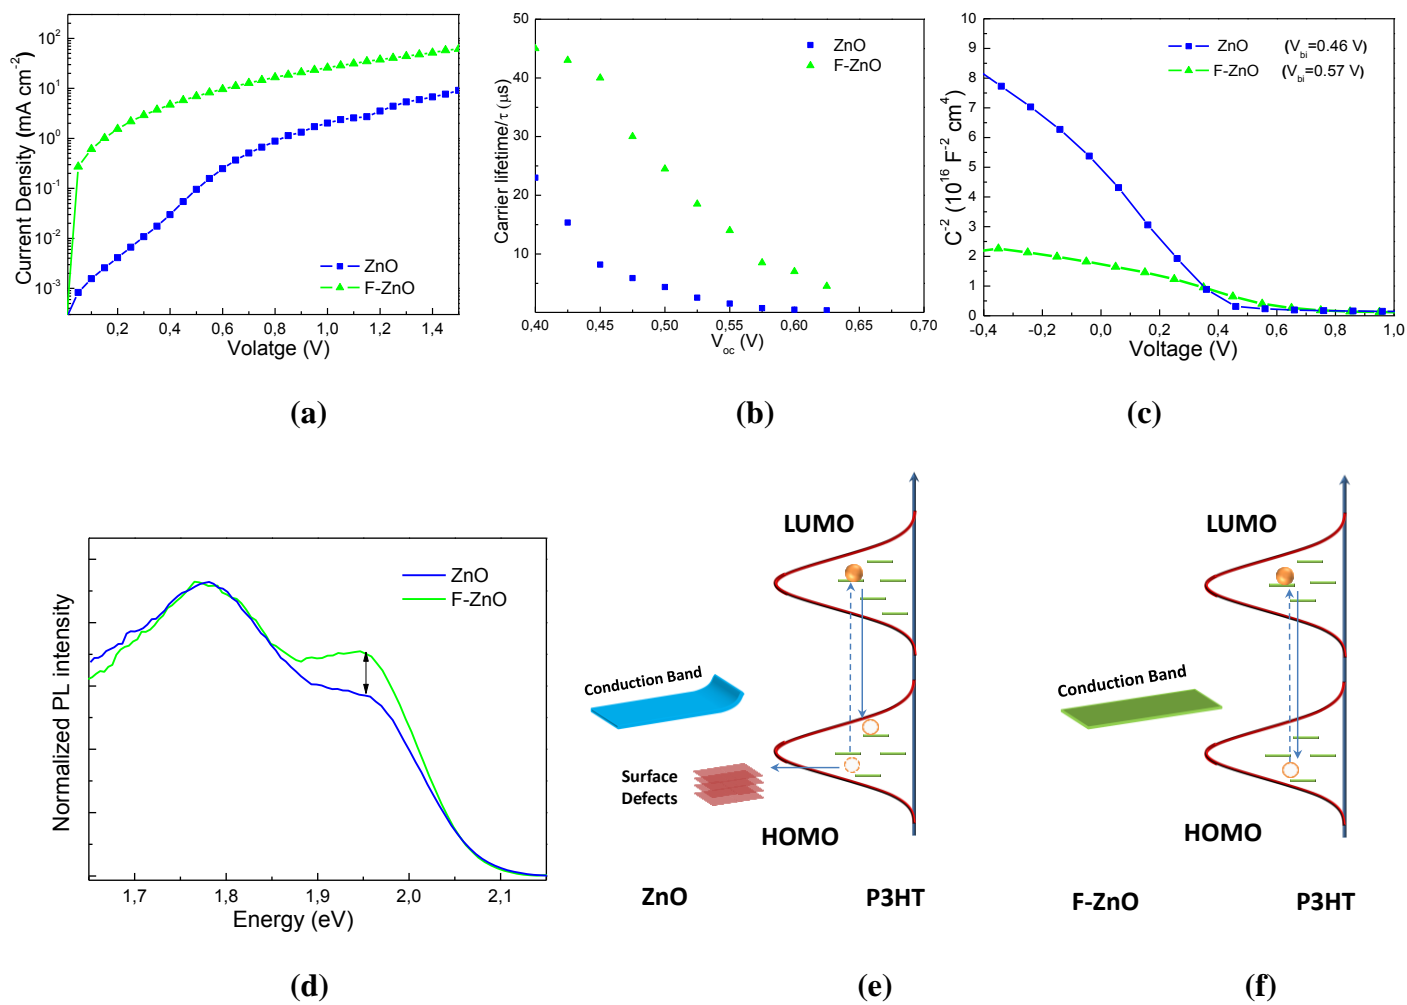 10²
10¹
10⁰
10⁻¹
10⁻²
10⁻³
Current Density (mA cm⁻²)
ZnO
F-ZnO
0,2 0,4 0,6 0,8 1,0 1,2 1,4
Volatge (V)
(a)
50
40
30
20
10
Carrier lifetime/τ (μs)
ZnO
F-ZnO
0,40 0,45 0,50 0,55 0,60 0,65 0,70
Voc (V)
(b)
10
9
8
7
6
5
4
3
2
1
0
C⁻² (10¹⁶ F⁻² cm⁴)
ZnO (Vbi=0.46 V)
F-ZnO (Vbi=0.57 V)
-0,4 -0,2 0,0 0,2 0,4 0,6 0,8 1,0
Voltage (V)
(c)
Normalized PL intensity
ZnO
F-ZnO
1,7 1,8 1,9 2,0 2,1
Energy (eV)
(d)
LUMO
Conduction Band
Surface
Defects
HOMO
ZnO P3HT
(e)
LUMO
Conduction Band
HOMO
F-ZnO P3HT
(f)